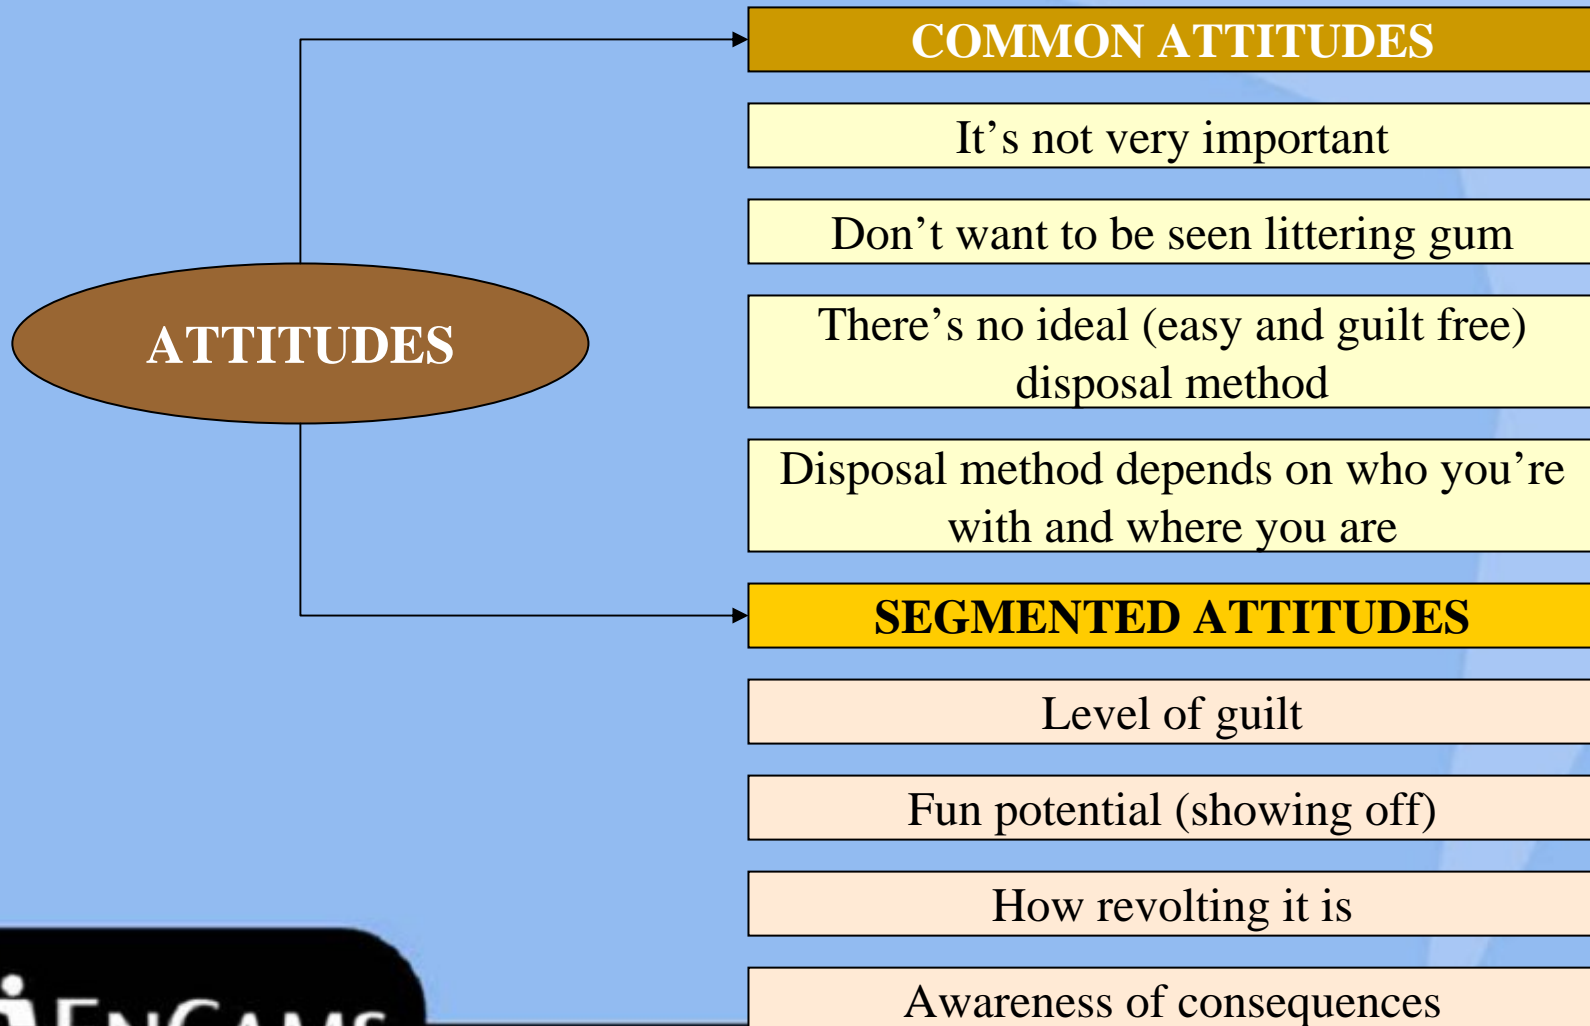 COMMON ATTITUDES
It’s not very important
Don’t want to be seen littering gum
There’s no ideal (easy and guilt free)
disposal method
ATTITUDES
Disposal method depends on who you’re
with and where you are
SEGMENTED ATTITUDES
Level of guilt
Fun potential (showing off)
How revolting it is
Awareness of consequences
ENCAMS